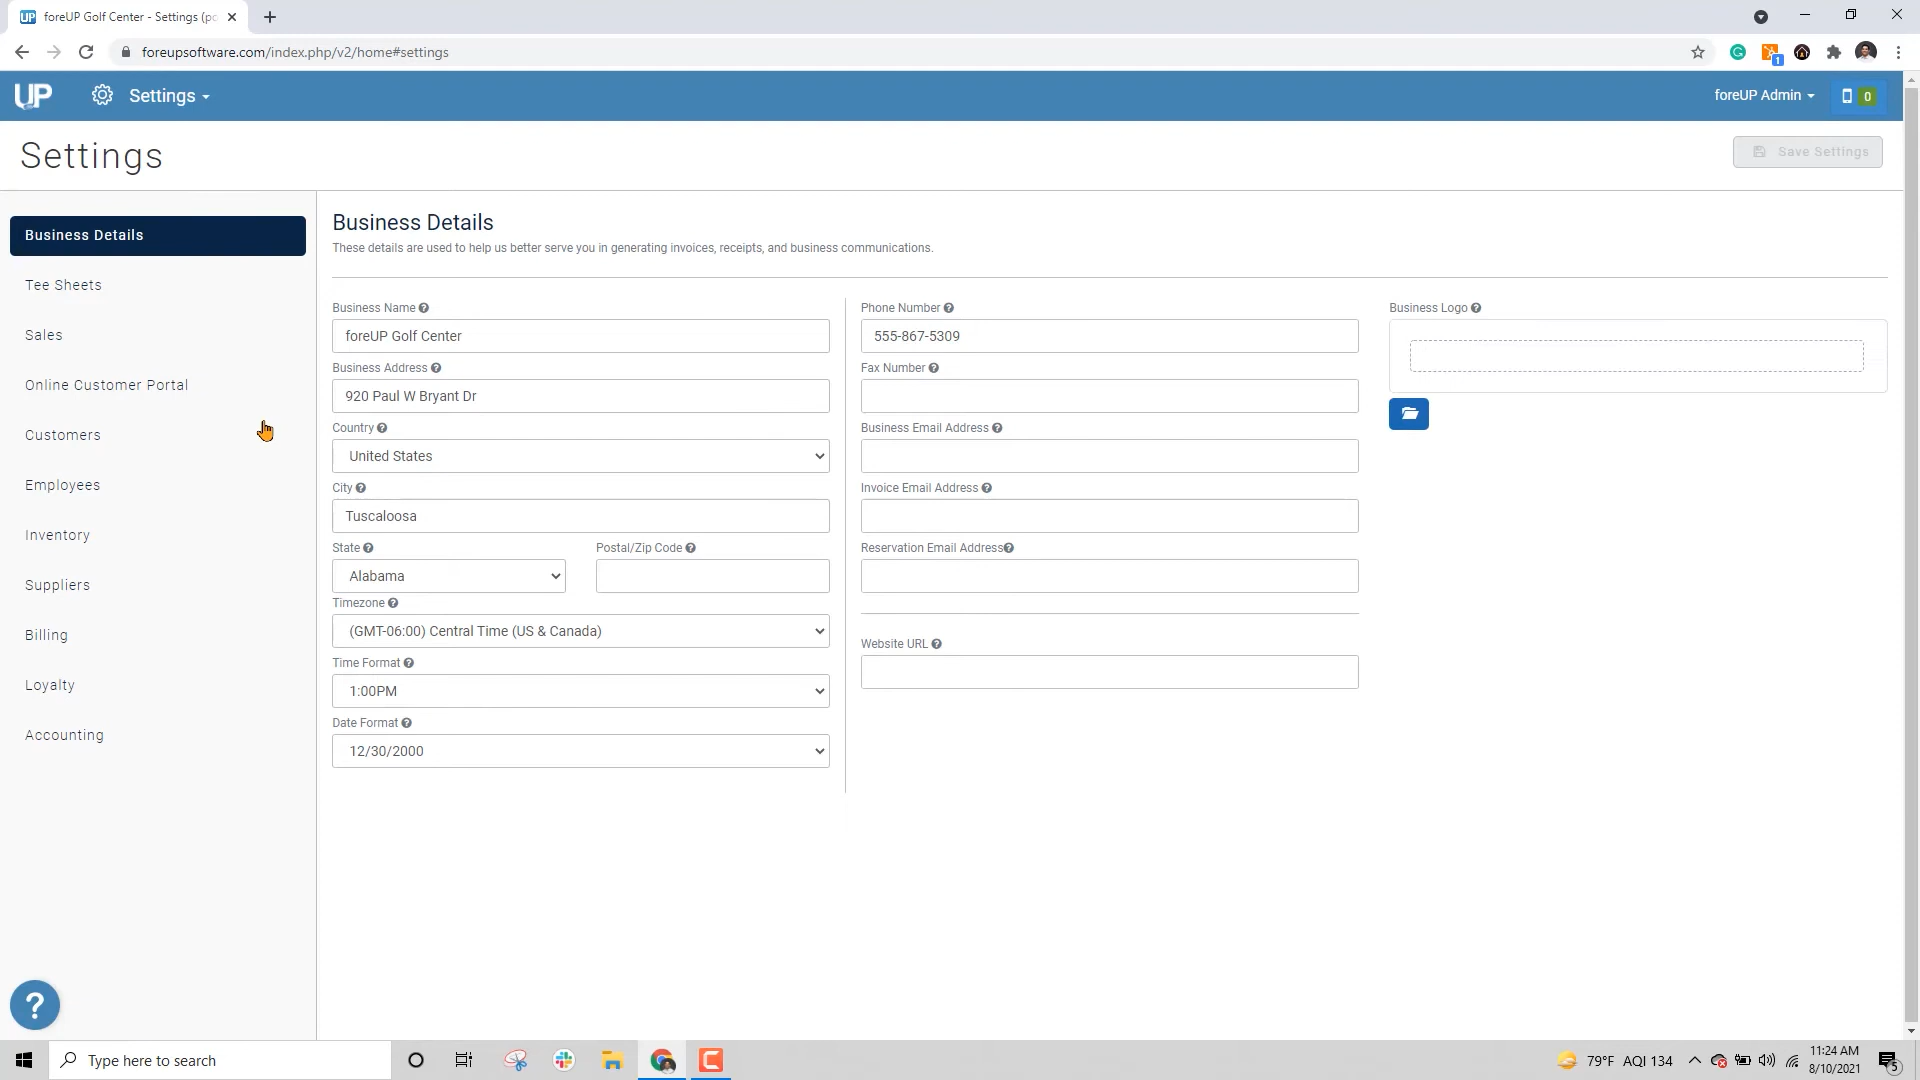 foreUP Golf Center - Settings (po
foreupsoftware.com/index.php/v2/home#settings
1
UP
Settings
foreUP Admin
0
Settings
Save Settings
Business Details
Tee Sheets
Sales
Online Customer Portal
Customers
Employees
Inventory
Suppliers
Billing
Loyalty
Accounting
Business Details
These details are used to help us better serve you in generating invoices, receipts, and business communications.
Business Name
foreUP Golf Center
Business Address
920 Paul W Bryant Dr
Country
United States
City
Tuscaloosa
State
Postal/Zip Code
Alabama
Timezone
(GMT-06:00) Central Time (US & Canada)
Time Format
1:00PM
Date Format
12/30/2000
Phone Number
555-867-5309
Fax Number
Business Email Address
Invoice Email Address
Reservation Email Address
Website URL
Business Logo
?
Type here to search
79°F AQI 134
11:24 AM
8/10/2021
5